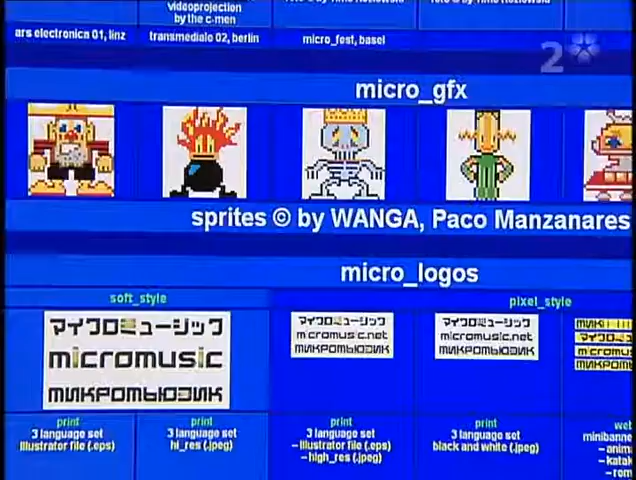 videoprojection
by the c-men
ars electronica 01, linz
transmediale 02, berlin
micro_fest, basel
2
micro_gfx
sprites © by WANGA, Paco Manzanares
micro_logos
soft_style
pixel_style
マイクロミュージック
micromusic
МИКРОМЫЮЗИК
マイクロミュージック
micromusic.net
МИКРОМЫЮЗИК
マイクロミュージック
micromusic.net
МИКРОМЫЮЗИК
print
3 language set
Illustrator file (.eps)
print
3 language set
hi_res (.jpeg)
print
3 language set
– Illustrator file (.eps)
– high_res (.jpeg)
print
3 language set
black and white (.jpeg)